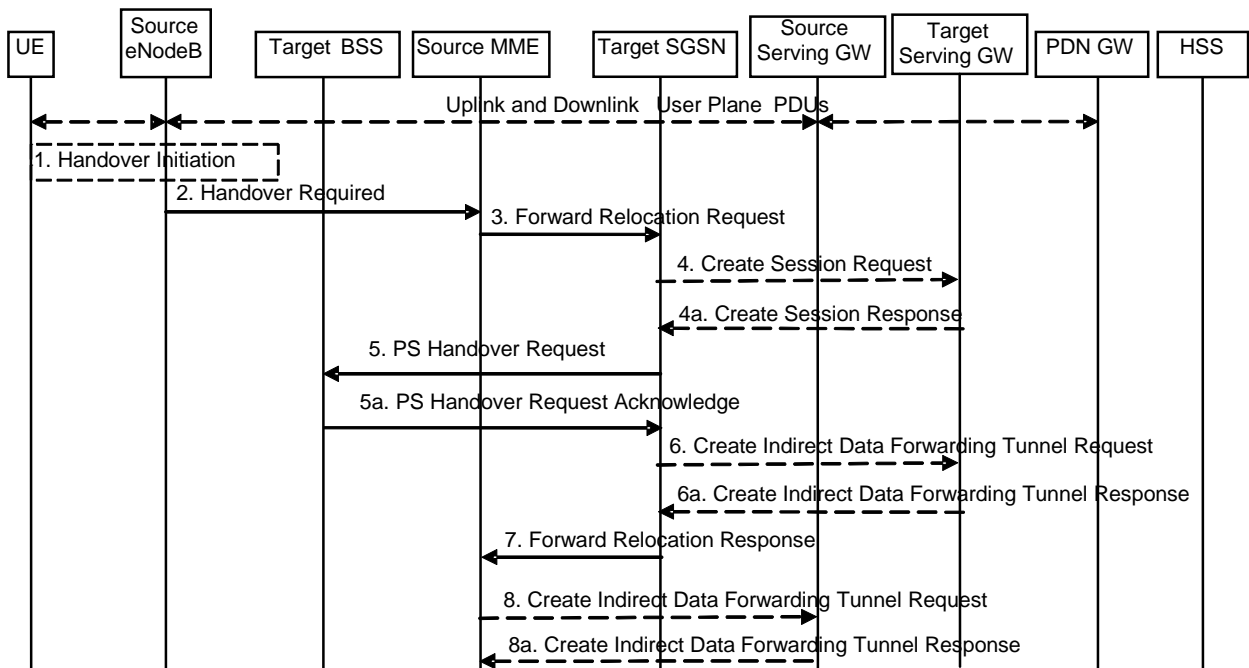 UE
Source
eNodeB
Target BSS
Source MME
Target SGSN
Source
Serving GW
Target
Serving GW
PDN GW
HSS
Uplink and Downlink User Plane PDUs
1. Handover Initiation
2. Handover Required
3. Forward Relocation Request
4. Create Session Request
4a. Create Session Response
5. PS Handover Request
5a. PS Handover Request Acknowledge
6. Create Indirect Data Forwarding Tunnel Request
6a. Create Indirect Data Forwarding Tunnel Response
7. Forward Relocation Response
8. Create Indirect Data Forwarding Tunnel Request
8a. Create Indirect Data Forwarding Tunnel Response